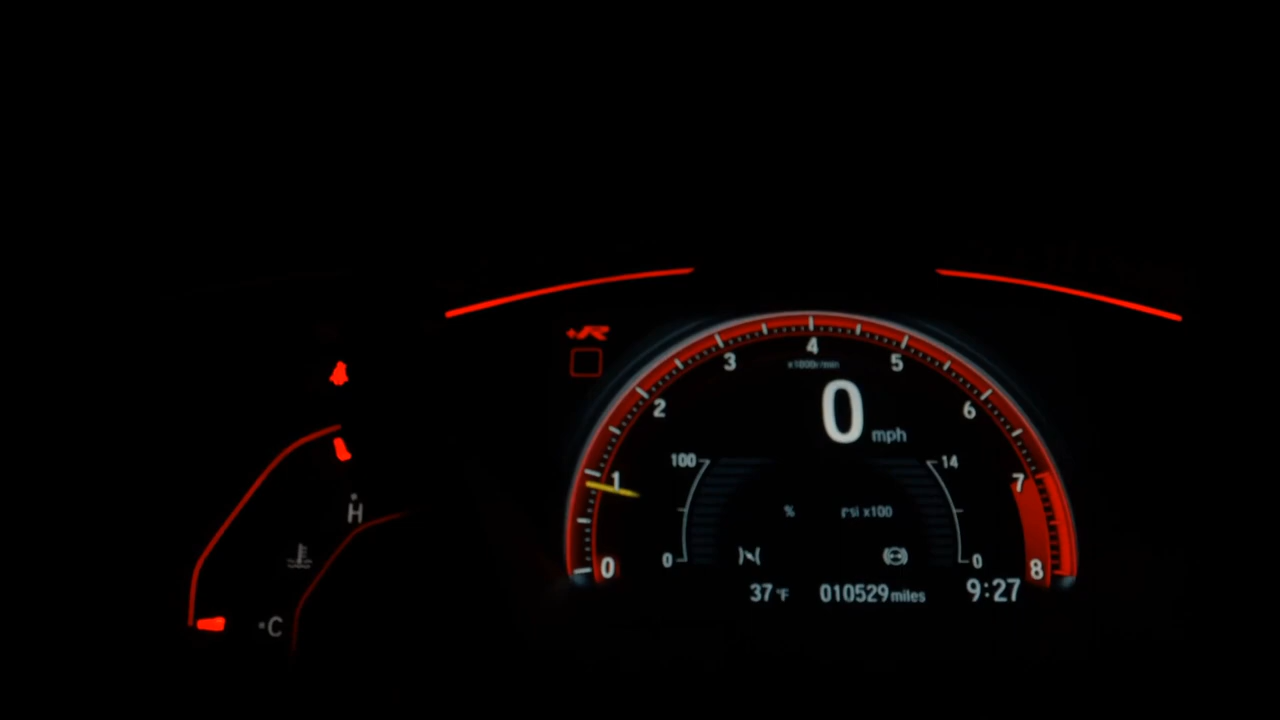 +R
4
3 5
x1000r/min
2 0 6
mph
100 14
1 7
H % psi x100
0 0
0 8
37 °F 010529 miles 9:27
C